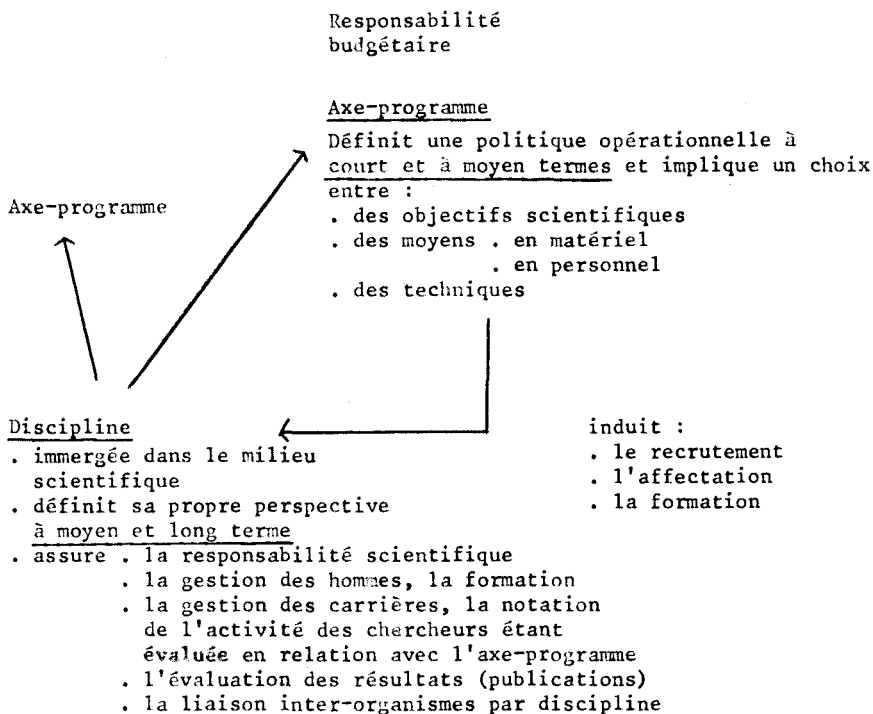 Responsabilité
budgétaire
Axe-programme
Définit une politique opérationnelle à
court et à moyen termes et implique un choix
entre :
. des objectifs scientifiques
. des moyens . en matériel
. en personnel
. des techniques
Axe-programme
Discipline
. immergée dans le milieu
scientifique
. définit sa propre perspective
à moyen et long terme
. assure . la responsabilité scientifique
. la gestion des hommes, la formation
. la gestion des carrières, la notation
de l'activité des chercheurs étant
évaluée en relation avec l'axe-programme
. l'évaluation des résultats (publications)
. la liaison inter-organismes par discipline
induit :
. le recrutement
. l'affectation
. la formation